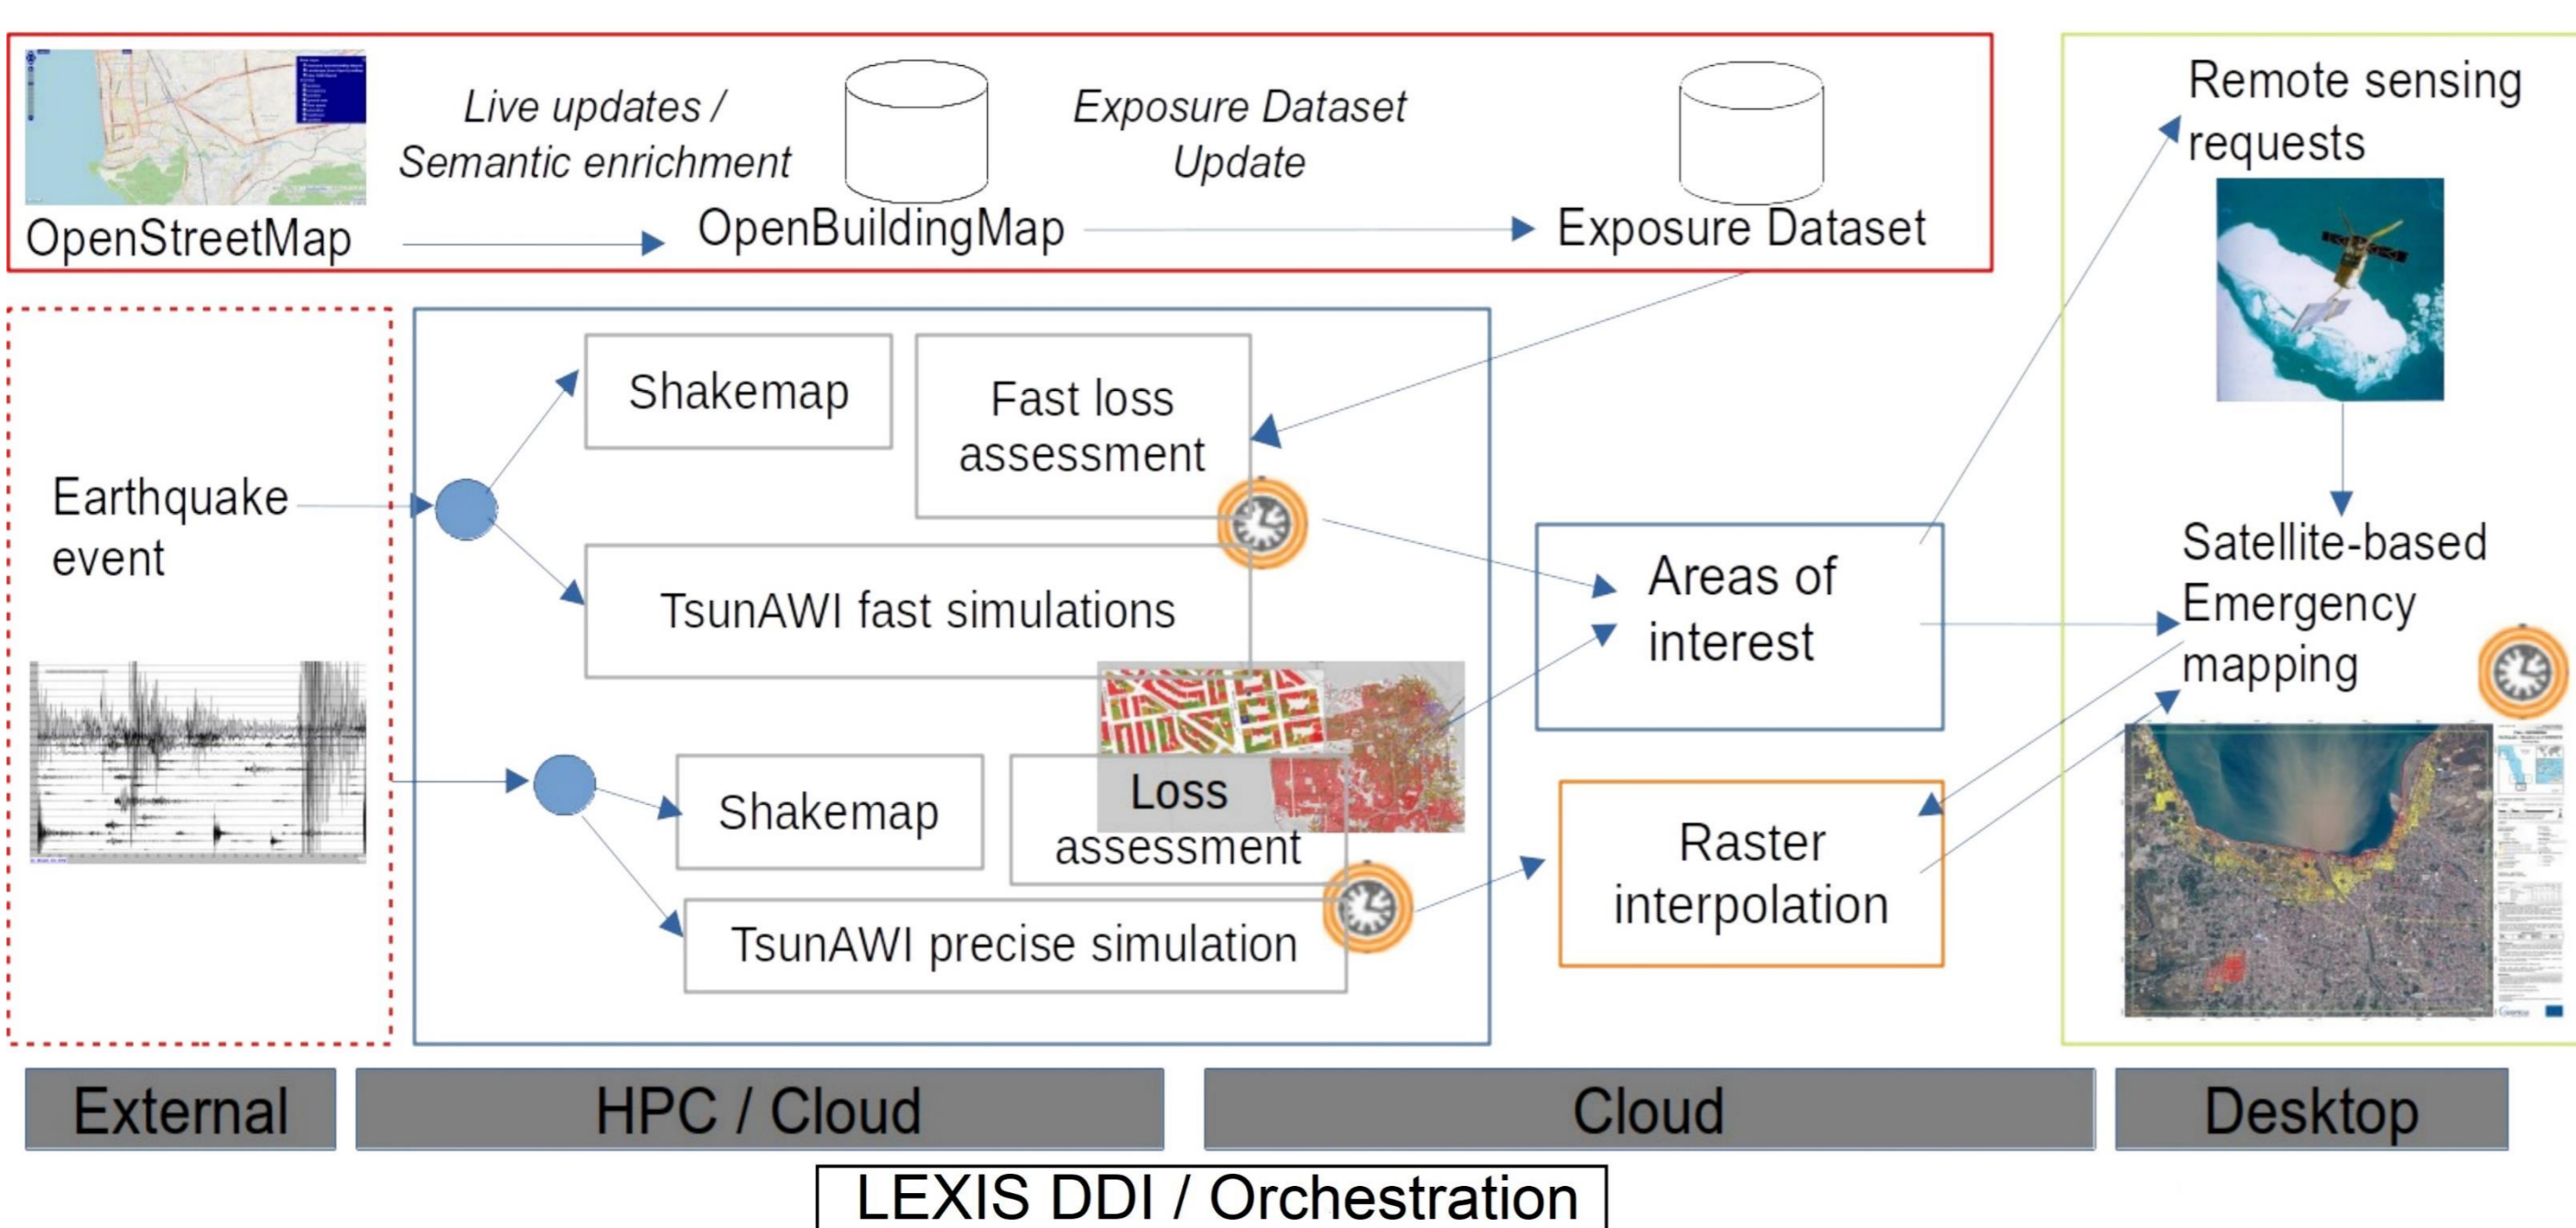 Live updates /
Semantic enrichment
Exposure Dataset
Update
OpenStreetMap
OpenBuildingMap
Exposure Dataset
Remote sensing
requests
Earthquake
event
Shakemap
Fast loss
assessment
TsunAWI fast simulations
Areas of
interest
Satellite-based
Emergency
mapping
Shakemap
Loss
assessment
TsunAWI precise simulation
Raster
interpolation
External
HPC / Cloud
Cloud
Desktop
LEXIS DDI / Orchestration